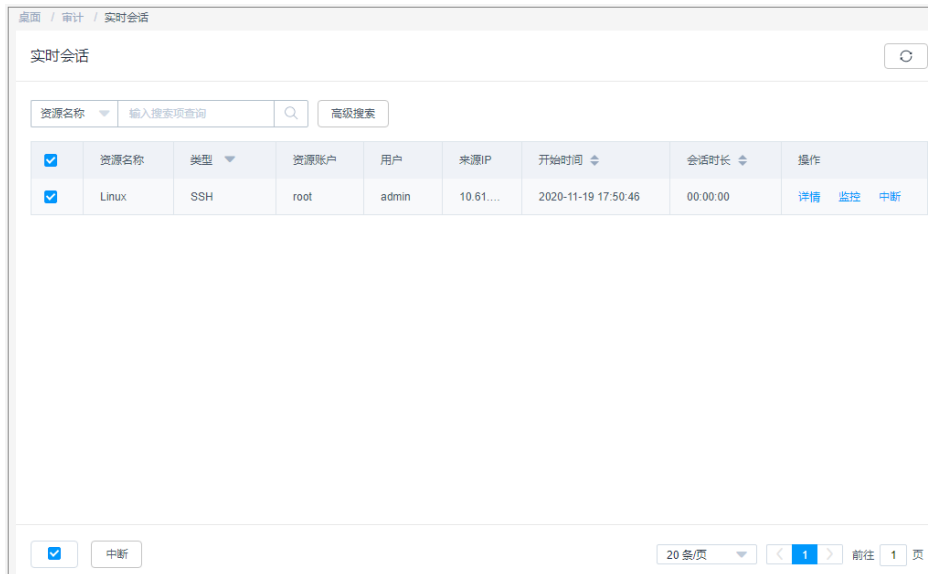 桌面 / 审计 / 实时会话
实时会话
资源名称 输入搜索项查询 高级搜索
资源名称 类型 资源账户 用户 来源IP 开始时间 会话时长 操作
Linux SSH root admin 10.61.... 2020-11-19 17:50:46 00:00:00 详情 监控 中断
中断 20 条/页 1 前往 1 页